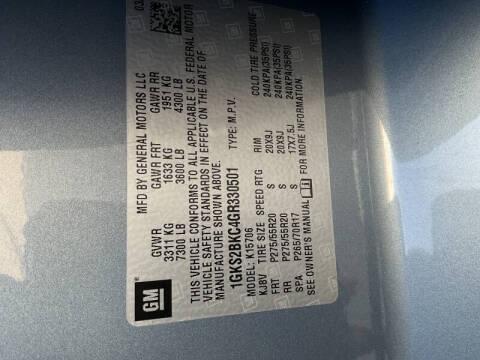 MFD BY GENERAL MOTORS LLC 03
GVWR GAWR FRT GAWR RR
3311 KG 1633 KG 1951 KG
7300 LB 3600 LB 4300 LB
THIS VEHICLE CONFORMS TO ALL APPLICABLE U.S. FEDERAL MOTOR
VEHICLE SAFETY STANDARDS IN EFFECT ON THE DATE OF
MANUFACTURE SHOWN ABOVE.
1GKS2BKC4GR330501 TYPE: M.P.V.
MODEL: K15706
KJBV TIRE SIZE SPEED RTG RIM COLD TIRE PRESSURE
FRT P275/55R20 S 20X9J 240KPA(35PSI)
RR P275/55R20 S 20X9J 240KPA(35PSI)
SPA P265/70R17 S 17X7.5J 240KPA(35PSI)
SEE OWNER'S MANUAL FOR MORE INFORMATION.
GM